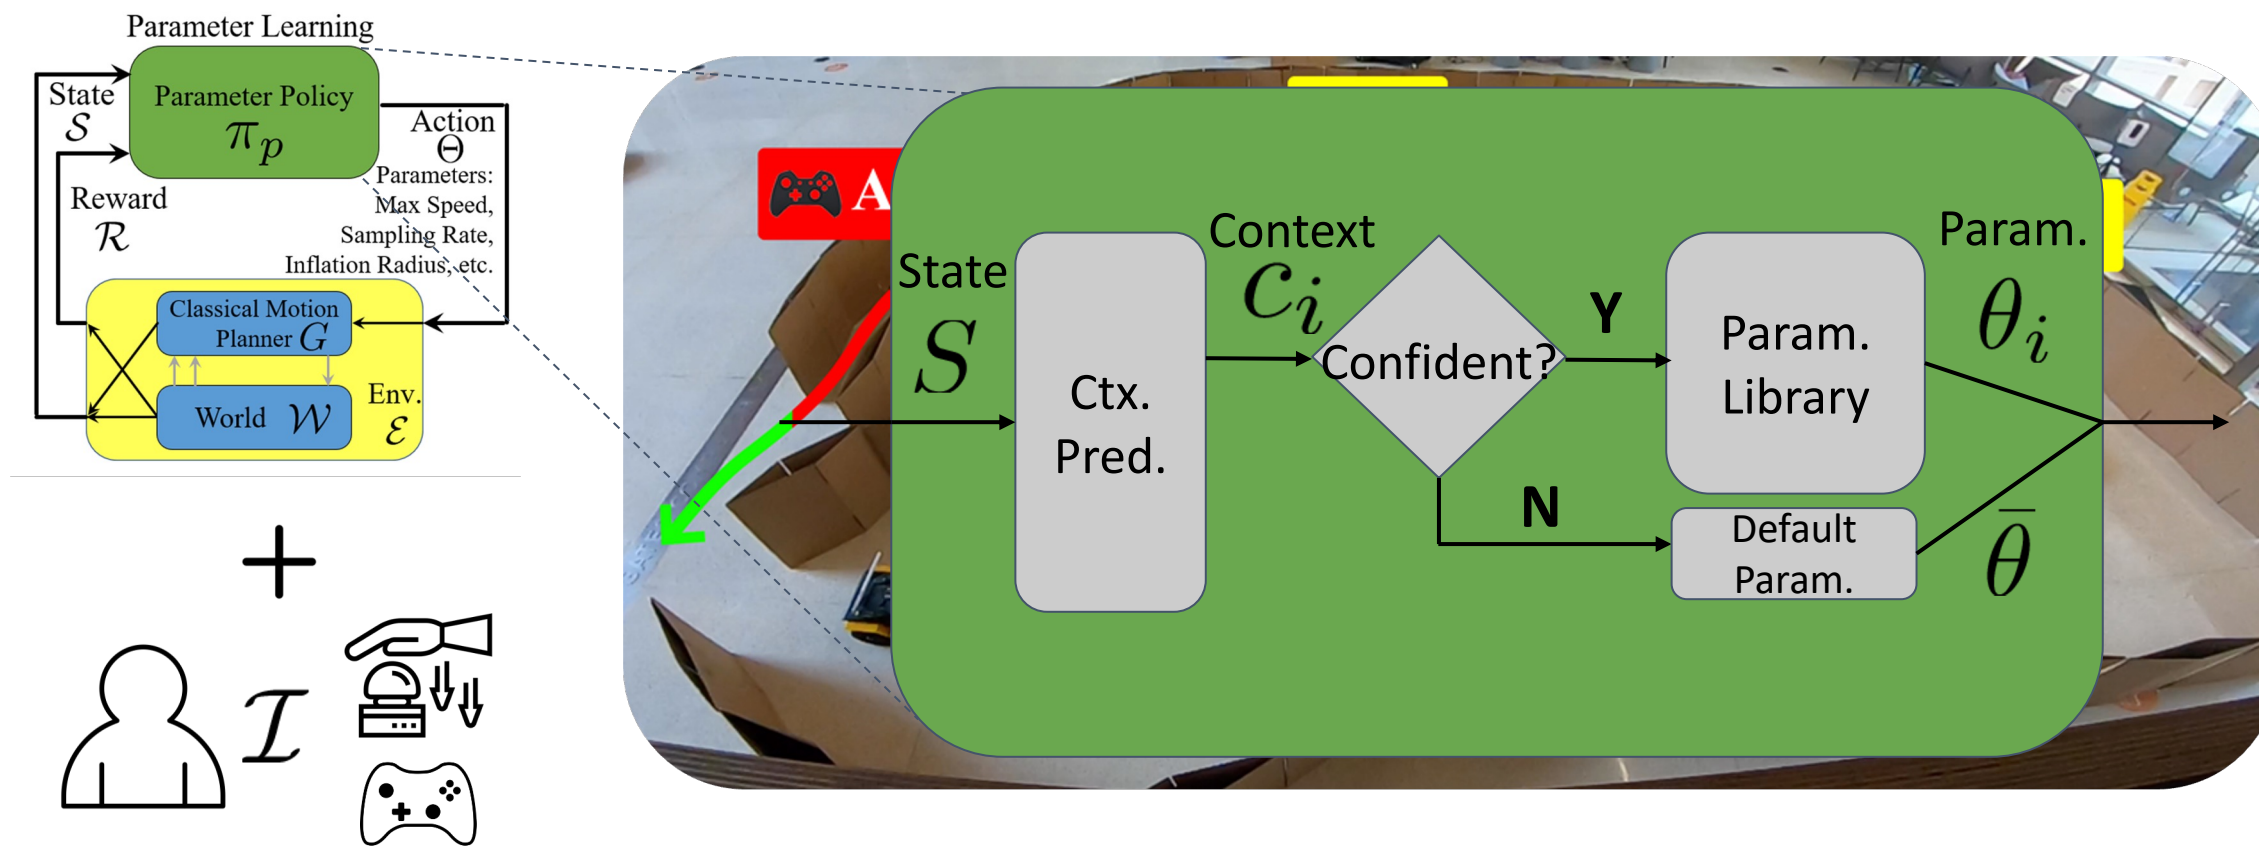 Parameter Learning
State
𝒮
Parameter Policy
π_p
Action
Θ
Parameters:
Max Speed,
Sampling Rate,
Inflation Radius, etc.
Reward
ℛ
Classical Motion
Planner G
World 𝒲
Env.
ℰ
+
ℐ
A
State
S
Ctx.
Pred.
Context
c_i
Confident?
Y
N
Param.
Library
Default
Param.
Param.
θ_i
θ̄